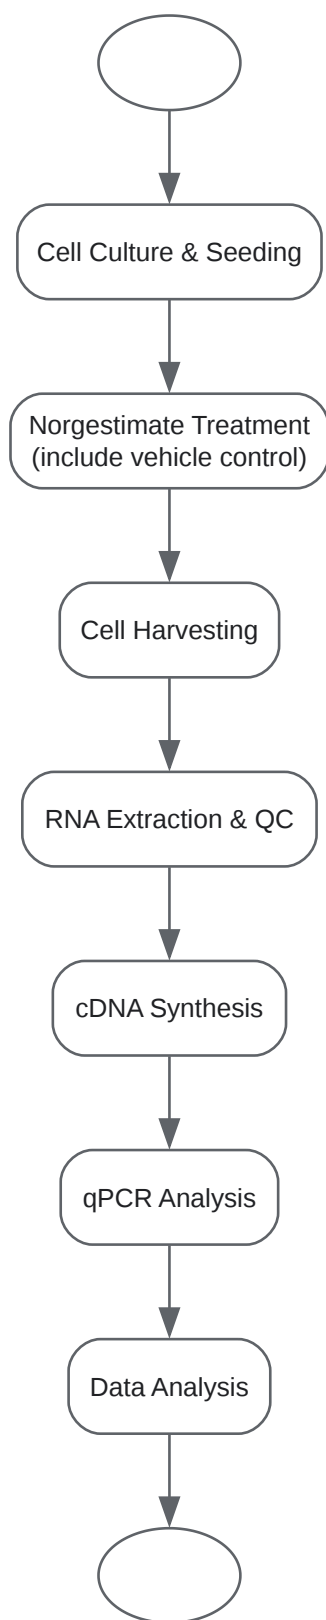 Cell Culture & Seeding
Norgestimate Treatment
(include vehicle control)
Cell Harvesting
RNA Extraction & QC
cDNA Synthesis
qPCR Analysis
Data Analysis